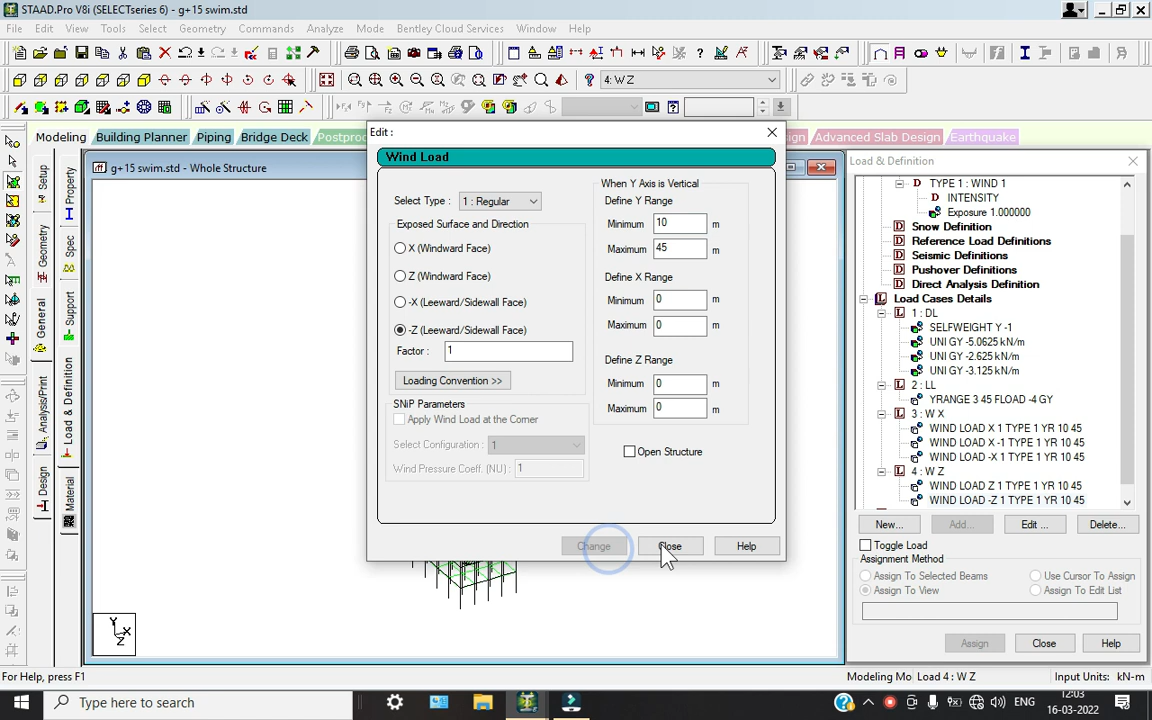 STAAD.Pro V8i (SELECTseries 6) - g+15 swim.std
File Edit View Tools Select Geometry Commands Analyze Mode Bentley Cloud Services Window Help
4: W Z
Modeling Building Planner Piping Bridge Deck Postproc Advanced Slab Design Earthquake
g+15 swim.std - Whole Structure
Setup
Geometry
General
Analysis/Print
Design
Property
Spec
Support
Load & Definition
Material
Edit :
Wind Load
Select Type : 1 : Regular
Exposed Surface and Direction
X (Windward Face)
Z (Windward Face)
-X (Leeward/Sidewall Face)
-Z (Leeward/Sidewall Face)
Factor : 1
Loading Convention >>
SNiP Parameters
Apply Wind Load at the Corner
Select Configuration : 1
Wind Pressure Coeff. (NU) : 1
When Y Axis is Vertical
Define Y Range
Minimum 10 m
Maximum 45 m
Define X Range
Minimum 0 m
Maximum 0 m
Define Z Range
Minimum 0 m
Maximum 0 m
Open Structure
Change Close Help
Load & Definition
TYPE 1 : WIND 1
INTENSITY
Exposure 1.000000
Snow Definition
Reference Load Definitions
Seismic Definitions
Pushover Definitions
Direct Analysis Definition
Load Cases Details
1 : DL
SELFWEIGHT Y -1
UNI GY -5.0625 kN/m
UNI GY -2.625 kN/m
UNI GY -3.125 kN/m
2 : LL
YRANGE 3 45 FLOAD -4 GY
3 : W X
WIND LOAD X 1 TYPE 1 YR 10 45
WIND LOAD X -1 TYPE 1 YR 10 45
WIND LOAD -X 1 TYPE 1 YR 10 45
4 : W Z
WIND LOAD Z 1 TYPE 1 YR 10 45
WIND LOAD -Z 1 TYPE 1 YR 10 45
New... Add... Edit ... Delete...
Toggle Load
Assignment Method
Assign To Selected Beams Use Cursor To Assign
Assign To View Assign To Edit List
Assign Close Help
Y
X
Z
For Help, press F1 Modeling Mo Load 4 : W Z Input Units: kN-m
Type here to search ENG 12:03
16-03-2022